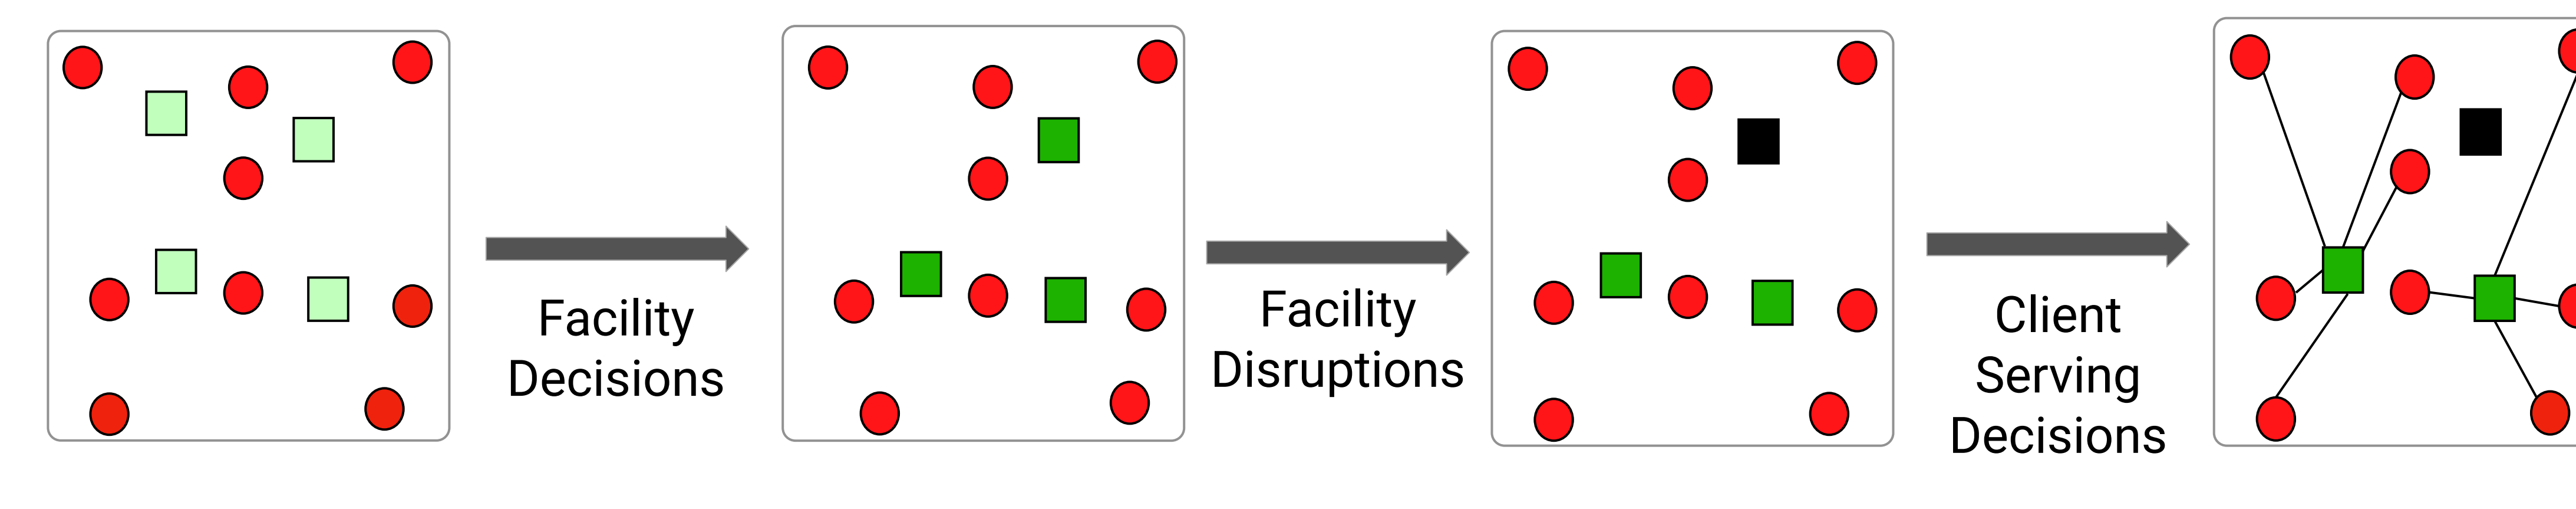 Facility
Decisions
Facility
Disruptions
Client
Serving
Decisions